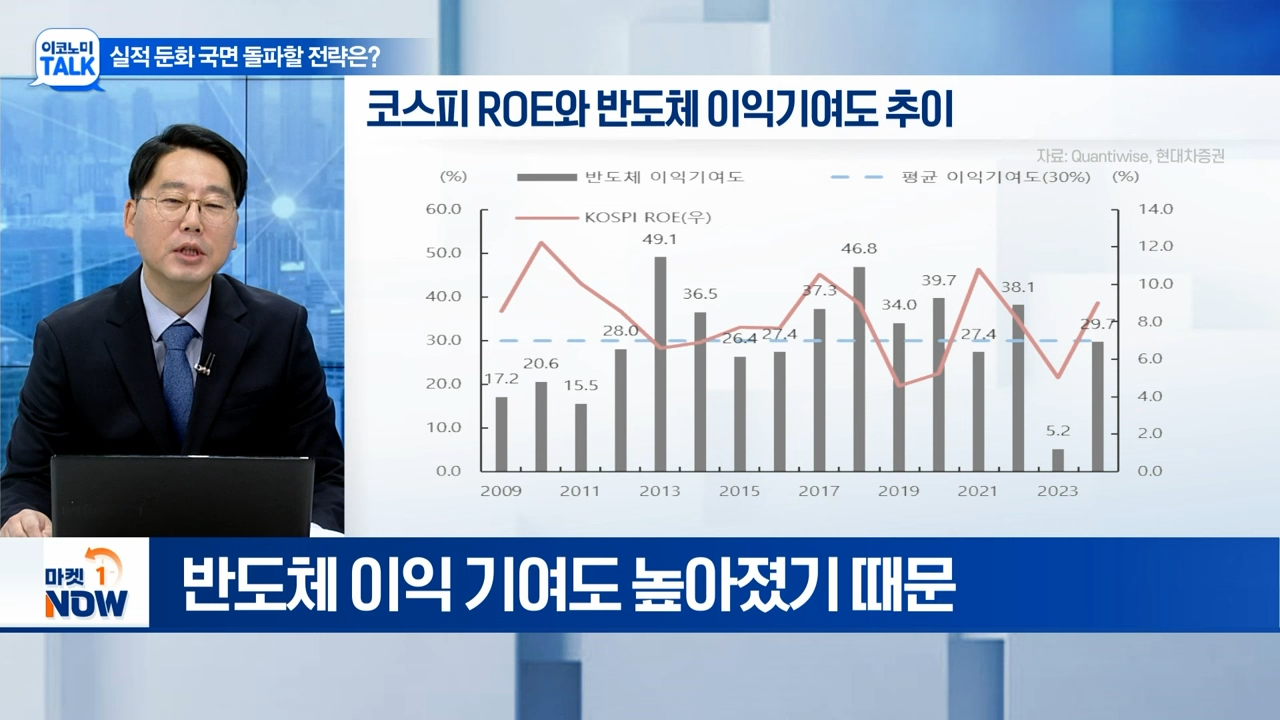 이코노미
TALK
실적 둔화 국면 돌파할 전략은?
코스피 ROE와 반도체 이익기여도 추이
자료: Quantiwise, 현대차증권
(%) 반도체 이익기여도 평균 이익기여도(30%) (%)
KOSPI ROE(우)
60.0
50.0
40.0
30.0
20.0
10.0
0.0
17.2
20.6
15.5
28.0
49.1
36.5
26.4
27.4
37.3
46.8
34.0
39.7
27.4
38.1
5.2
29.7
14.0
12.0
10.0
8.0
6.0
4.0
2.0
0.0
2009 2011 2013 2015 2017 2019 2021 2023
마켓 1
NOW
반도체 이익 기여도 높아졌기 때문